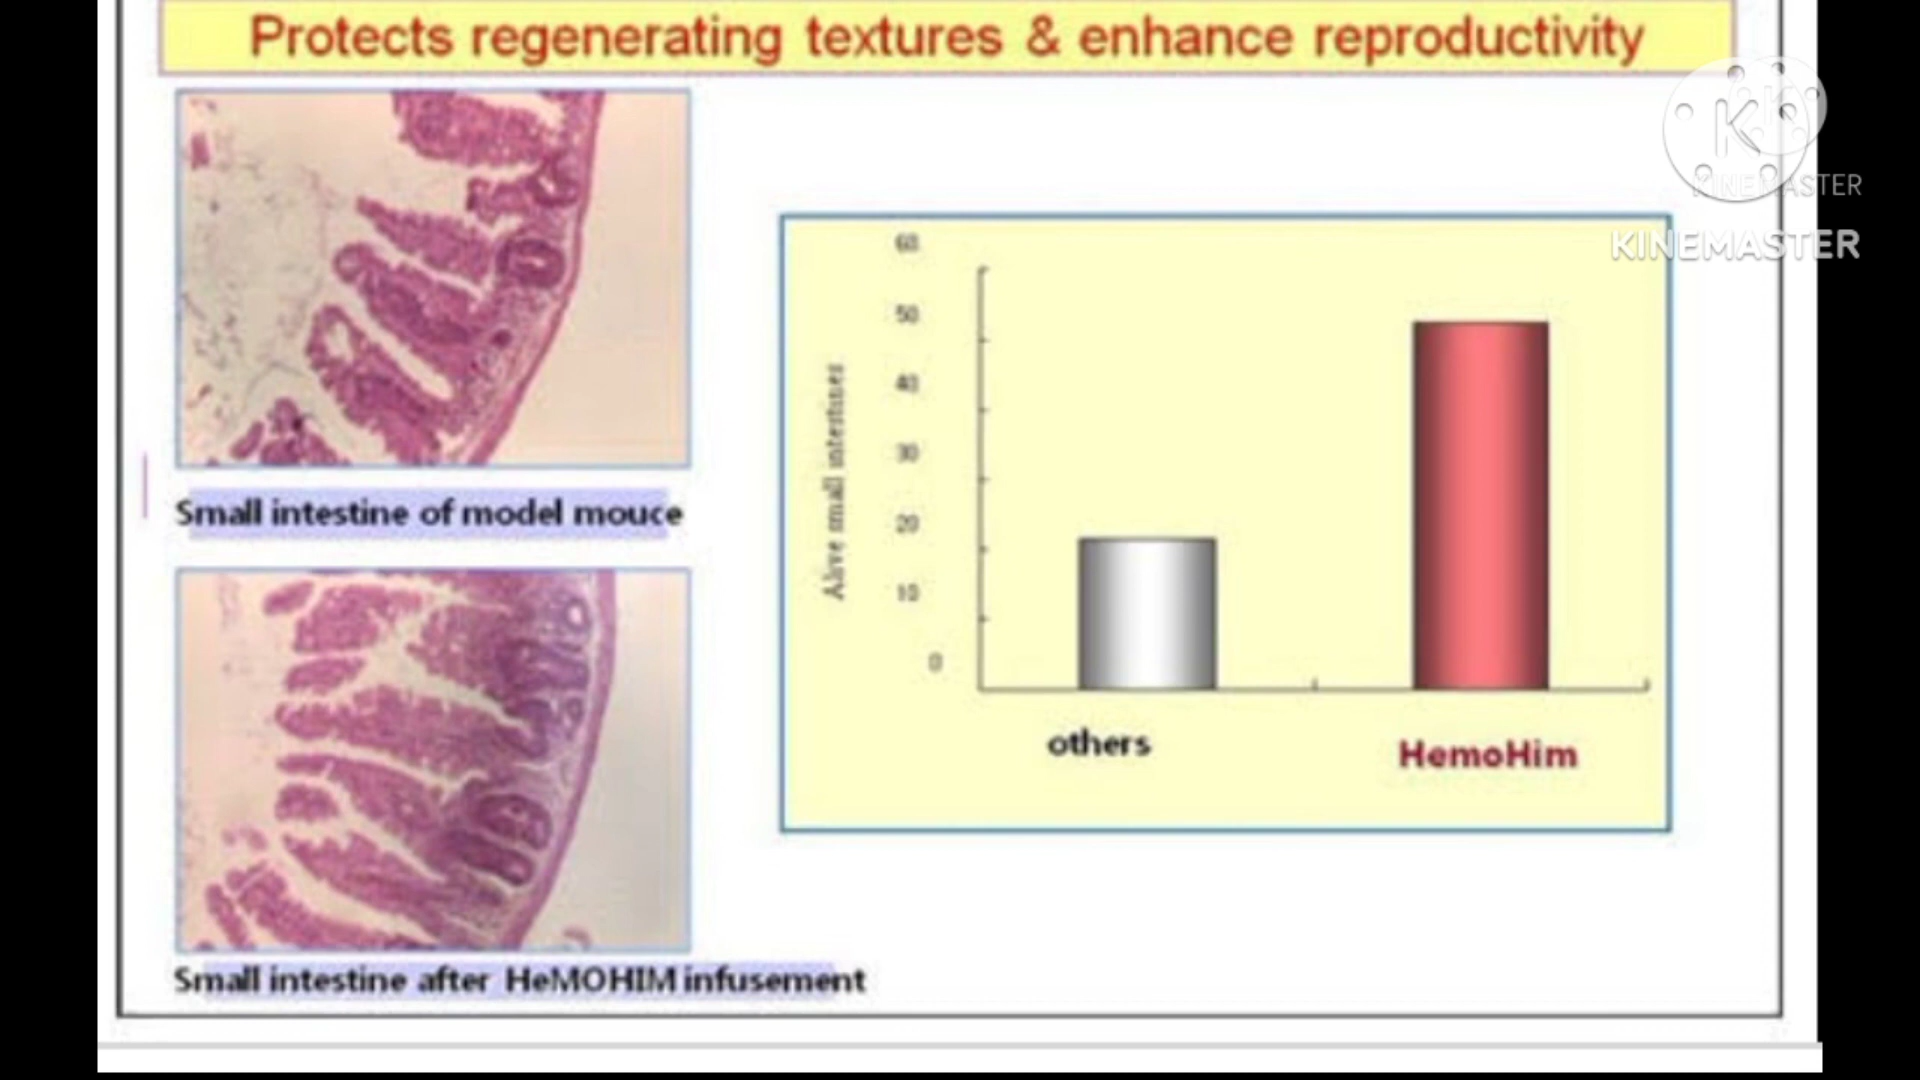 Protects regenerating textures & enhance reproductivity
KINEMASTER
KINEMASTER
Small intestine of model mouce
Alive small intestines
60
50
40
30
20
10
0
others
HemoHim
Small intestine after HeMOHIM infusement